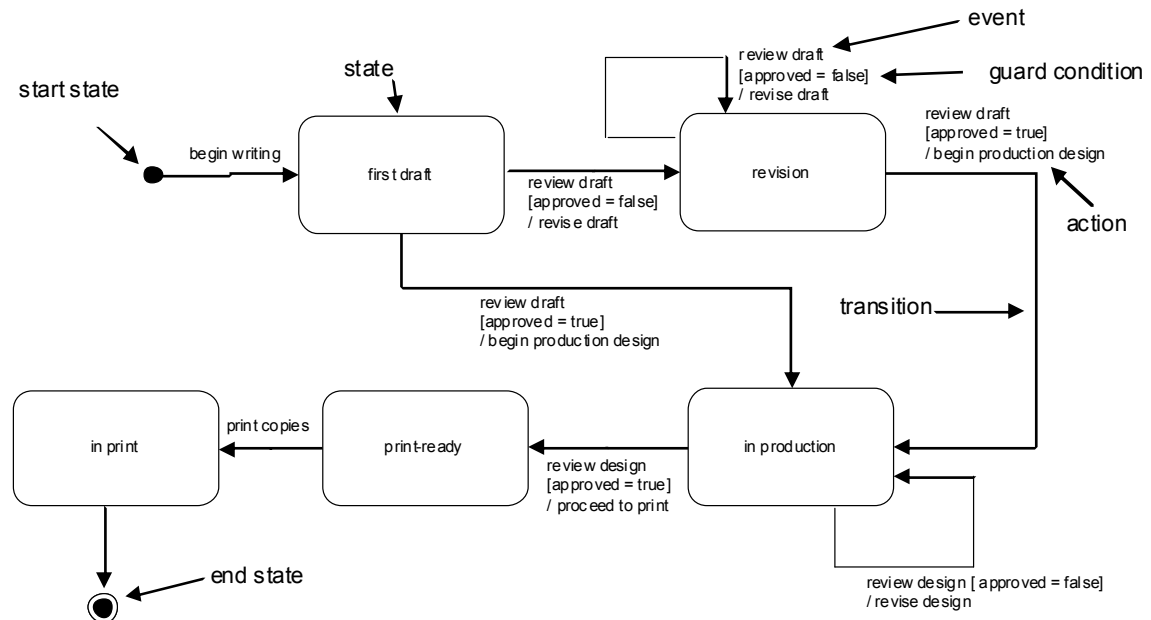 event
review draft
[approved = false]
/ revise draft
guard condition
state
start state
review draft
[approved = true]
/ begin production design
begin writing
first draft
revision
review draft
[approved = false]
/ revise draft
action
review draft
[approved = true]
/ begin production design
transition
in print
print copies
print-ready
in production
review design
[approved = true]
/ proceed to print
end state
review design [ approved = false]
/ revise design